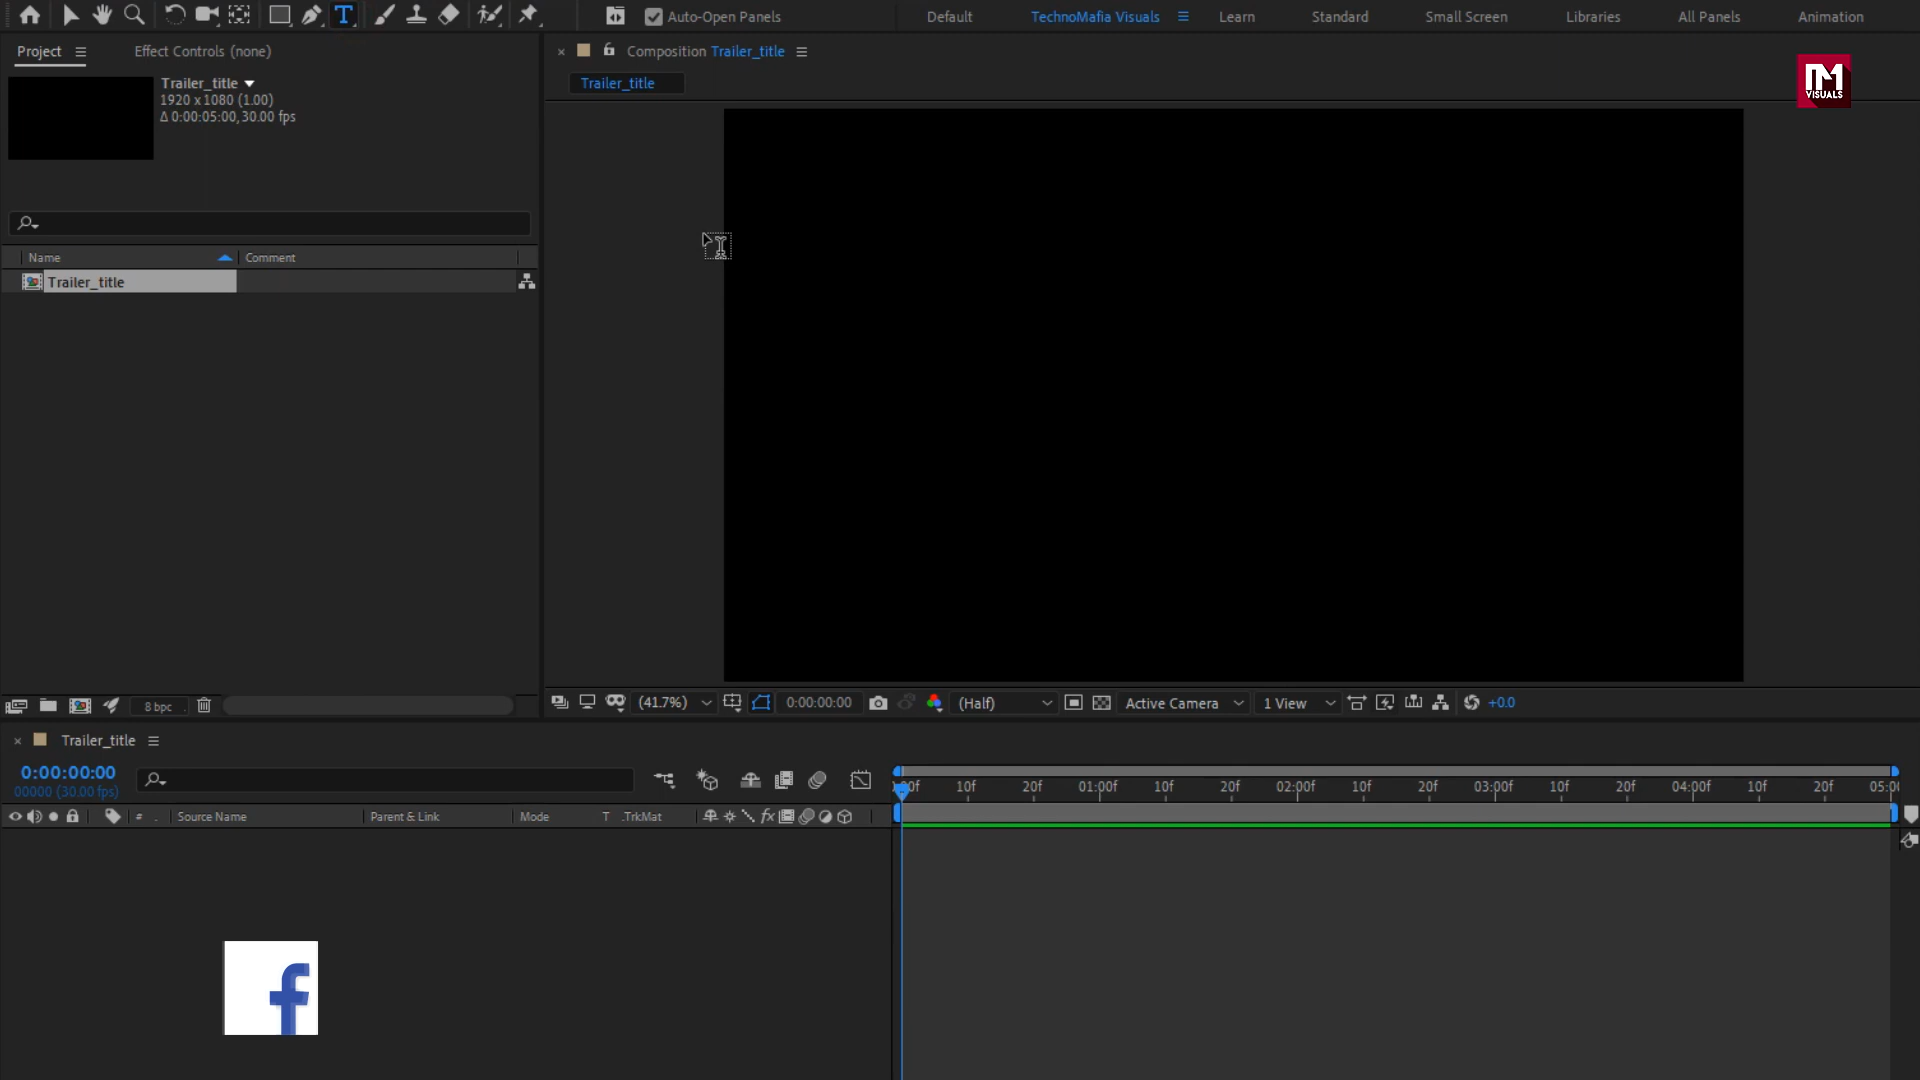 Auto-Open Panels
Default
TechnoMafia Visuals
Learn
Standard
Small Screen
Libraries
All Panels
Animation
Project
Effect Controls (none)
Composition Trailer_title
Trailer_title
1920 x 1080 (1.00)
Δ 0:00:05:00, 30.00 fps
Trailer_title
VISUALS
Name
Comment
Trailer_title
8 bpc
(41.7%)
0:00:00:00
(Half)
Active Camera
1 View
+0.0
Trailer_title
0:00:00:00
00000 (30.00 fps)
10f
20f
01:00f
10f
20f
02:00f
10f
20f
03:00f
10f
20f
04:00f
10f
20f
#
Source Name
Parent & Link
Mode
T
.TrkMat
fx
f